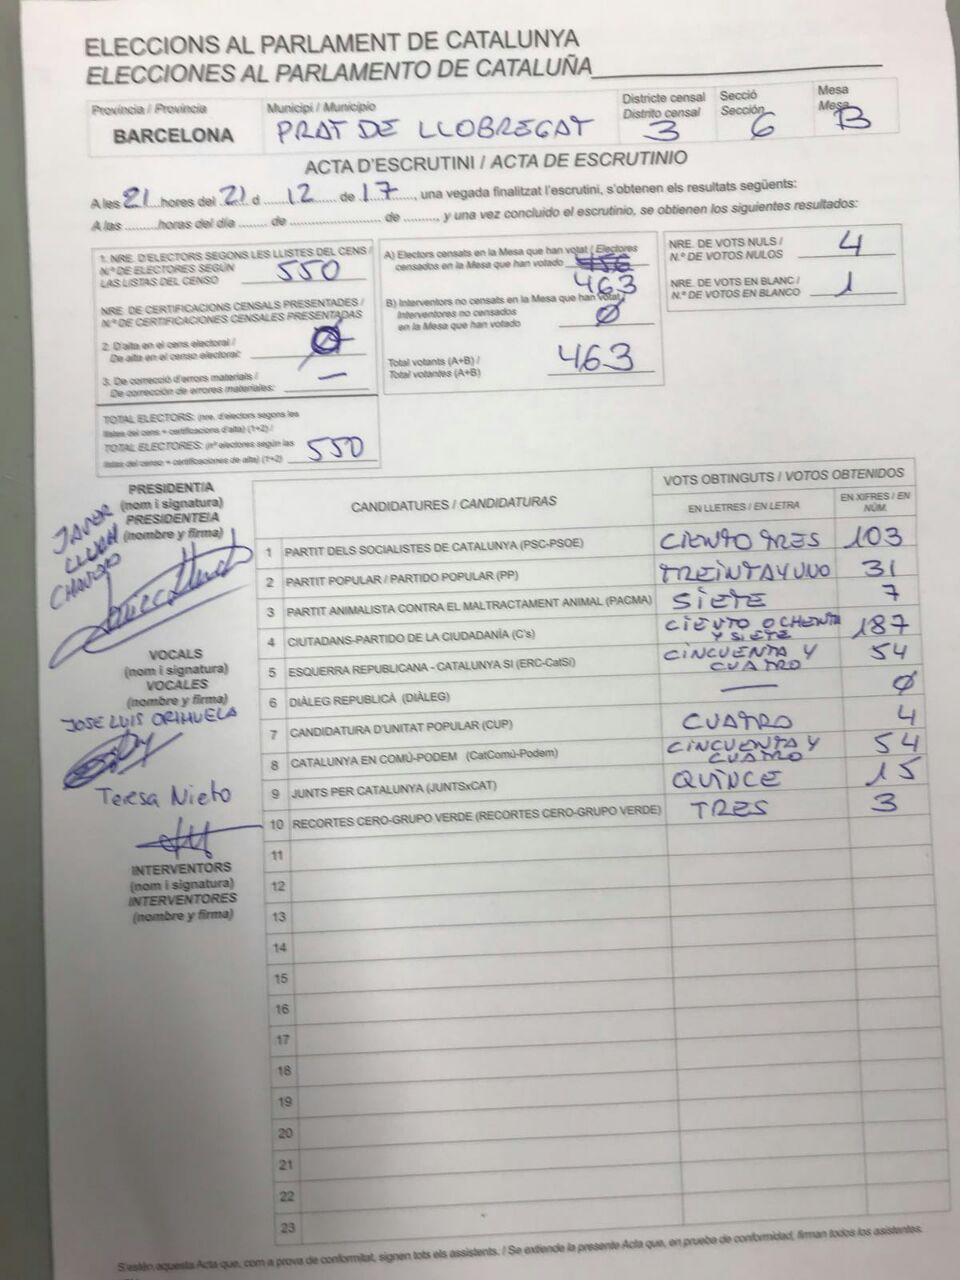 ELECCIONS AL PARLAMENT DE CATALUNYA
ELECCIONES AL PARLAMENTO DE CATALUÑA
Província / Provincia
BARCELONA
Municipi / Municipio
PRAT DE LLOBREGAT
Districte censal
Distrito censal
3
Secció
Sección
6
Mesa
Mesa
B
ACTA D'ESCRUTINI / ACTA DE ESCRUTINIO
A les 21 hores del 21 d 12 de 17, una vegada finalitzat l'escrutini, s'obtenen els resultats següents:
A las ......... horas del día ...... de ...................... de ........, y una vez concluido el escrutinio, se obtienen los siguientes resultados:
1. NRE. D'ELECTORS SEGONS LES LLISTES DEL CENS /
N.º DE ELECTORES SEGÚN
LAS LISTAS DEL CENSO 550
NRE. DE CERTIFICACIONS CENSALS PRESENTADES /
N.º DE CERTIFICACIONES CENSALES PRESENTADAS
2. D'alta en el cens electoral /
De alta en el censo electoral: Ø
3. De correcció d'errors materials /
De corrección de errores materiales: —
TOTAL ELECTORS: (nre. d'electors segons les
llistes del cens + certificacions d'alta) (1+2) /
TOTAL ELECTORES: (nº electores según las
listas del censo + certificaciones de alta) (1+2) 550
A) Electors censats en la Mesa que han votat / Electores
censados en la Mesa que han votado
463
B) Interventors no censats en la Mesa que han votat /
Interventores no censados
en la Mesa que han votado Ø
Total votants (A+B) /
Total votantes (A+B) 463
NRE. DE VOTS NULS /
N.º DE VOTOS NULOS 4
NRE. DE VOTS EN BLANC /
N.º DE VOTOS EN BLANCO 1
PRESIDENT/A
(nom i signatura)
PRESIDENTE/A
(nombre y firma)
JAVIER
VOCALS
(nom i signatura)
VOCALES
(nombre y firma)
JOSE LUIS ORIHUELA
Teresa Nieto
INTERVENTORS
(nom i signatura)
INTERVENTORES
(nombre y firma)
CANDIDATURES / CANDIDATURAS
VOTS OBTINGUTS / VOTOS OBTENIDOS
EN LLETRES / EN LETRA
EN XIFRES / EN NÚM.
1 PARTIT DELS SOCIALISTES DE CATALUNYA (PSC-PSOE) CIENTO TRES 103
2 PARTIT POPULAR / PARTIDO POPULAR (PP) TREINTA Y UNO 31
3 PARTIT ANIMALISTA CONTRA EL MALTRACTAMENT ANIMAL (PACMA) SIETE 7
4 CIUTADANS-PARTIDO DE LA CIUDADANÍA (C's) CIENTO OCHENTA Y SIETE 187
5 ESQUERRA REPUBLICANA - CATALUNYA SI (ERC-CatSí) CINCUENTA Y CUATRO 54
6 DIÀLEG REPUBLICÀ (DIÀLEG) — Ø
7 CANDIDATURA D'UNITAT POPULAR (CUP) CUATRO 4
8 CATALUNYA EN COMÚ-PODEM (CatComú-Podem) CINCUENTA Y CUATRO 54
9 JUNTS PER CATALUNYA (JUNTSxCAT) QUINCE 15
10 RECORTES CERO-GRUPO VERDE (RECORTES CERO-GRUPO VERDE) TRES 3
11
12
13
14
15
16
17
18
19
20
21
22
23
S'estén aquesta Acta que, com a prova de conformitat, signen tots els assistents. / Se extiende la presente Acta que, en prueba de conformidad, firman todos los asistentes.